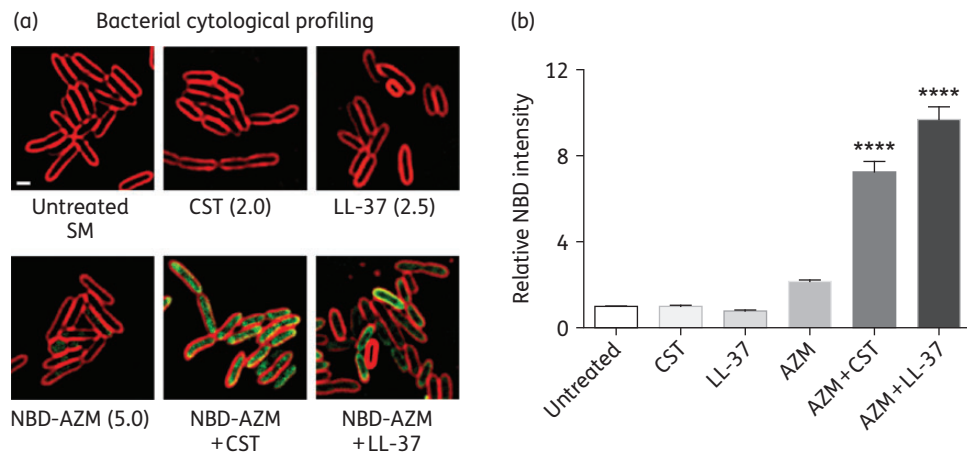 (a) Bacterial cytological profiling
Untreated
SM
CST (2.0)
LL-37 (2.5)
NBD-AZM (5.0)
NBD-AZM
+CST
NBD-AZM
+LL-37
(b)
Relative NBD intensity
12
8
4
0
****
****
Untreated
CST
LL-37
AZM
AZM+CST
AZM+LL-37